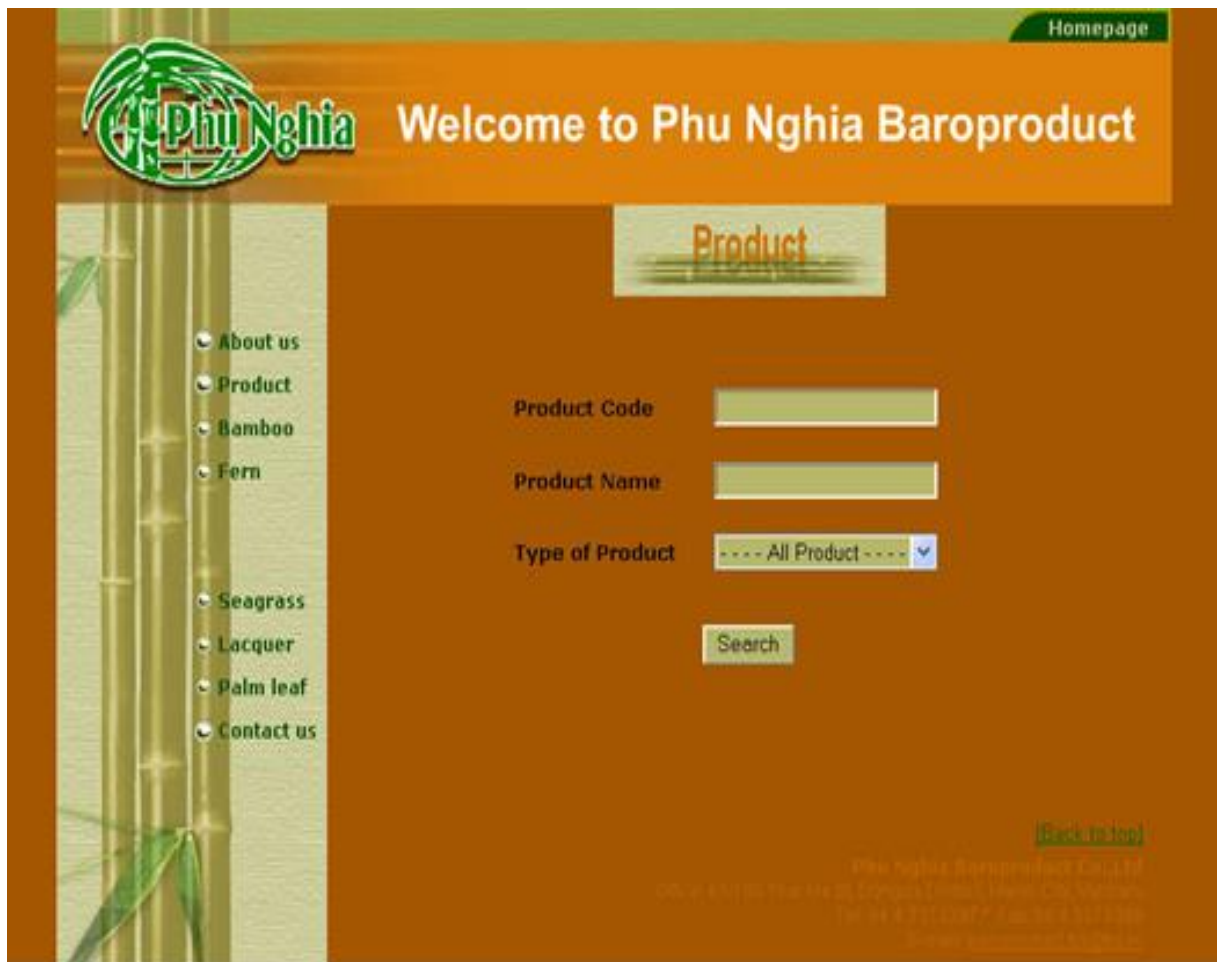 Homepage
Phu Nghia
Welcome to Phu Nghia Baroproduct
Product
About us
Product
Bamboo
Fern
Seagrass
Lacquer
Palm leaf
Contact us
Product Code
Product Name
Type of Product
- - - - All Product - - - -
Search
[Back to top]
Phu Nghia Baroproduct Co.,Ltd